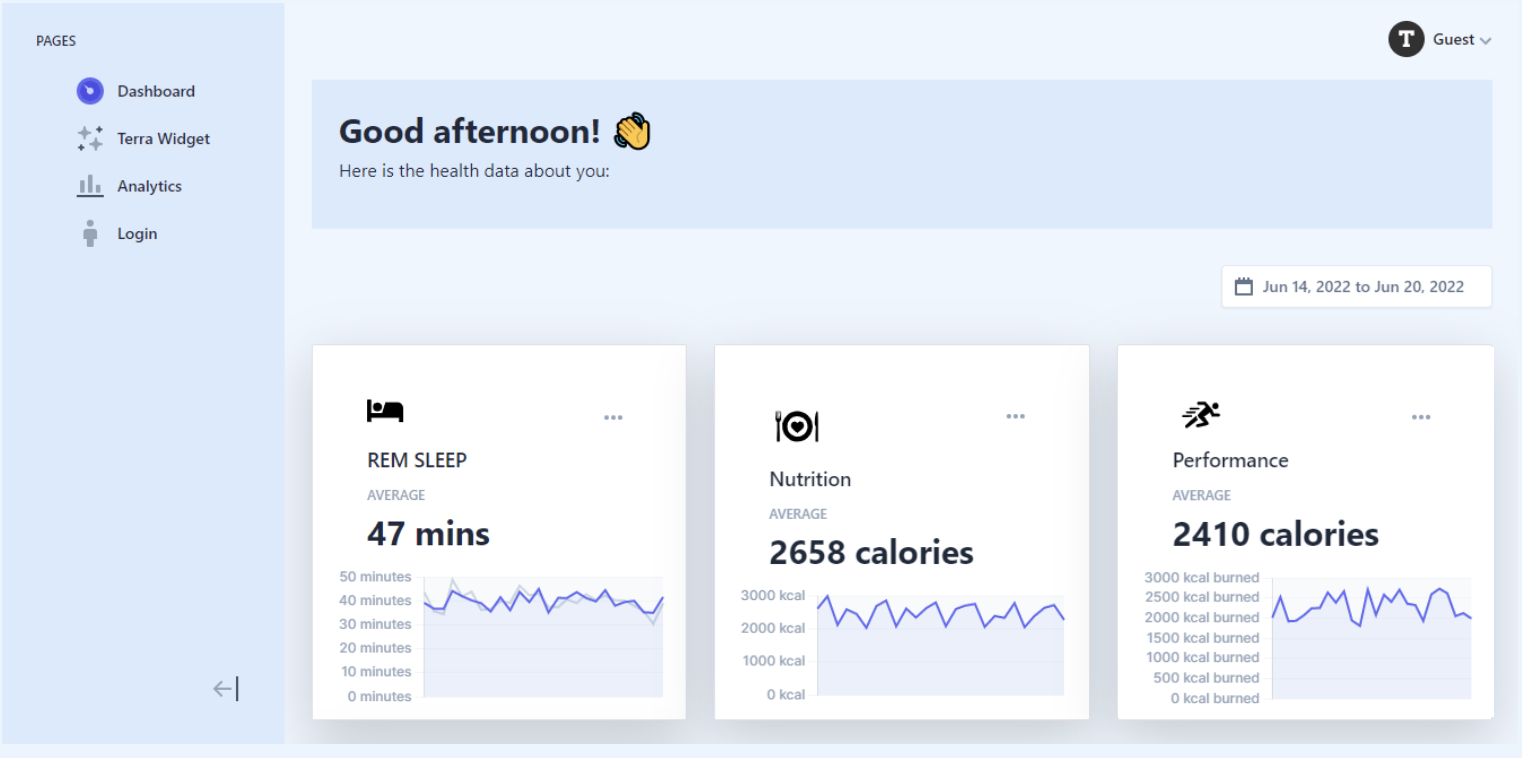 PAGES
Dashboard
Terra Widget
Analytics
Login
T
Guest
Good afternoon! 👋
Here is the health data about you:
Jun 14, 2022 to Jun 20, 2022
REM SLEEP
AVERAGE
47 mins
50 minutes
40 minutes
30 minutes
20 minutes
10 minutes
0 minutes
Nutrition
AVERAGE
2658 calories
3000 kcal
2000 kcal
1000 kcal
0 kcal
Performance
AVERAGE
2410 calories
3000 kcal burned
2500 kcal burned
2000 kcal burned
1500 kcal burned
1000 kcal burned
500 kcal burned
0 kcal burned